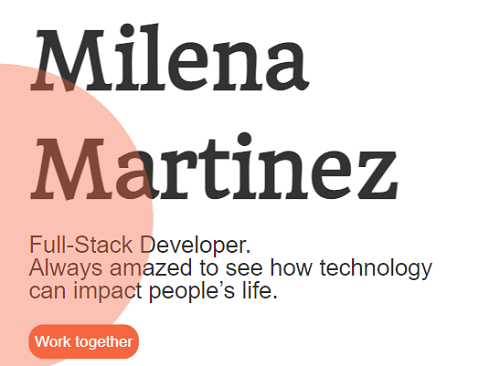 Milena
Martinez
Full-Stack Developer.
Always amazed to see how technology
can impact people’s life.
Work together